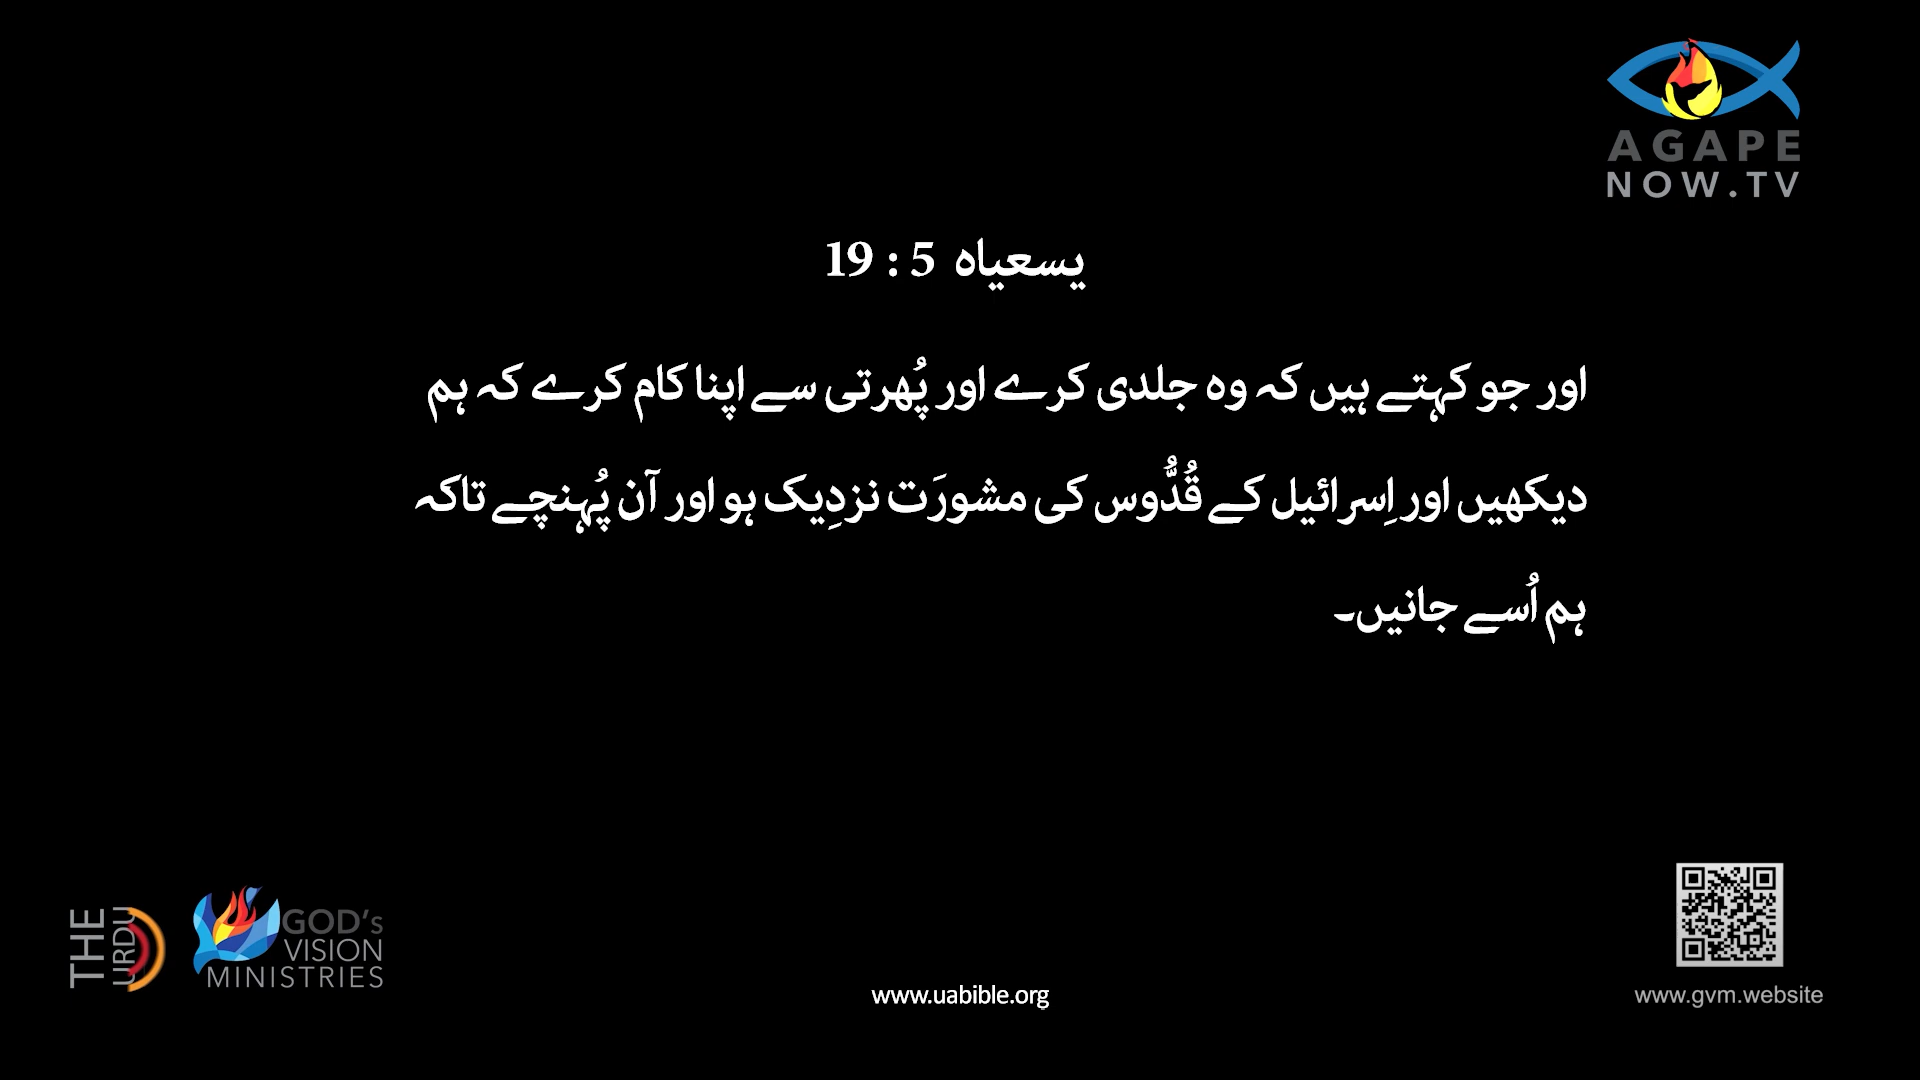 AGAPE
NOW.TV
یسعیاہ 5 : 19
اور جو کہتے ہیں کہ وہ جلدی کرے اور پُھرتی سے اپنا کام کرے کہ ہم
دیکھیں اور اِسرائیل کے قُدُّوس کی مشورَت نزدِیک ہو اور آن پُہنچے تاکہ
ہم اُسے جانیں۔
THE
URDU
GOD's
VISION
MINISTRIES
www.uabible.org
www.gvm.website